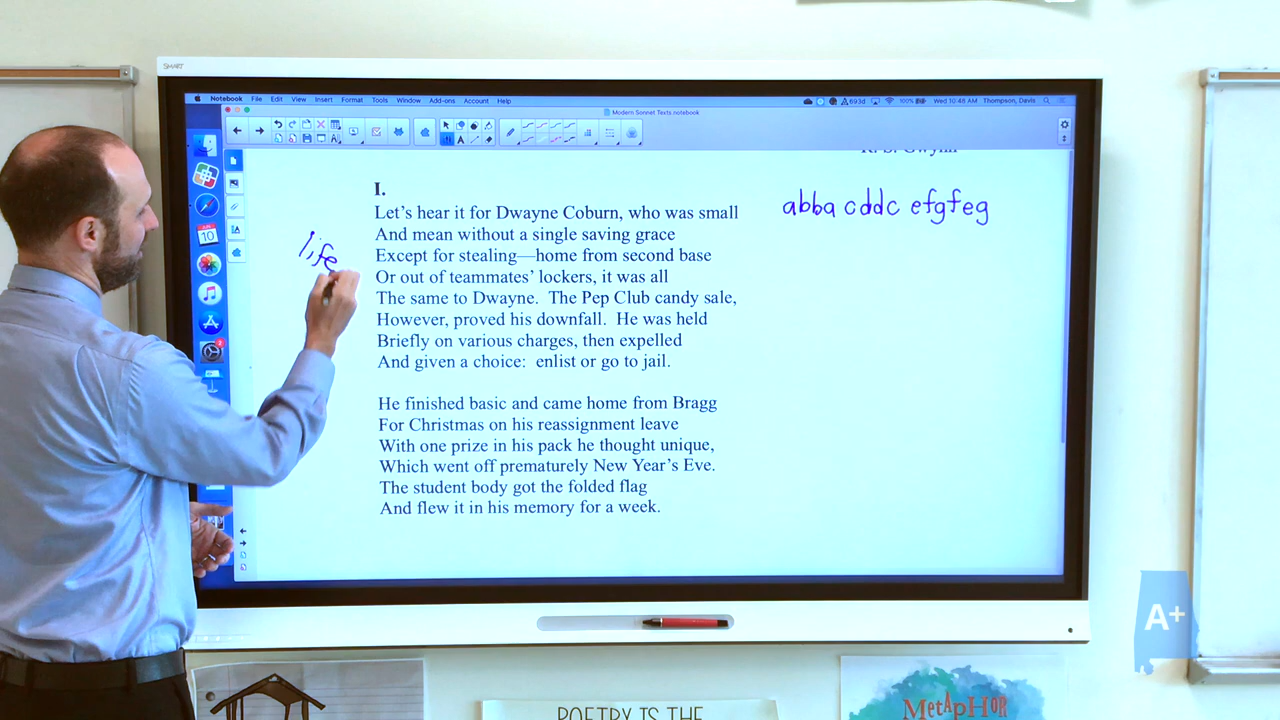 SMART
Notebook File Edit View Insert Format Tools Window Add-ons Account Help
693d 100% Wed 10:48 AM Thompson, Davis
Modern Sonnet Texts.notebook
R. S. Gwynn
I.
abba cddc efgfeg
Let's hear it for Dwayne Coburn, who was small
And mean without a single saving grace
life
Except for stealing—home from second base
Or out of teammates' lockers, it was all
The same to Dwayne. The Pep Club candy sale,
However, proved his downfall. He was held
Briefly on various charges, then expelled
And given a choice: enlist or go to jail.
He finished basic and came home from Bragg
For Christmas on his reassignment leave
With one prize in his pack he thought unique,
Which went off prematurely New Year's Eve.
The student body got the folded flag
And flew it in his memory for a week.
JUN
10
2
A+
POETRY IS THE
MetApHOR